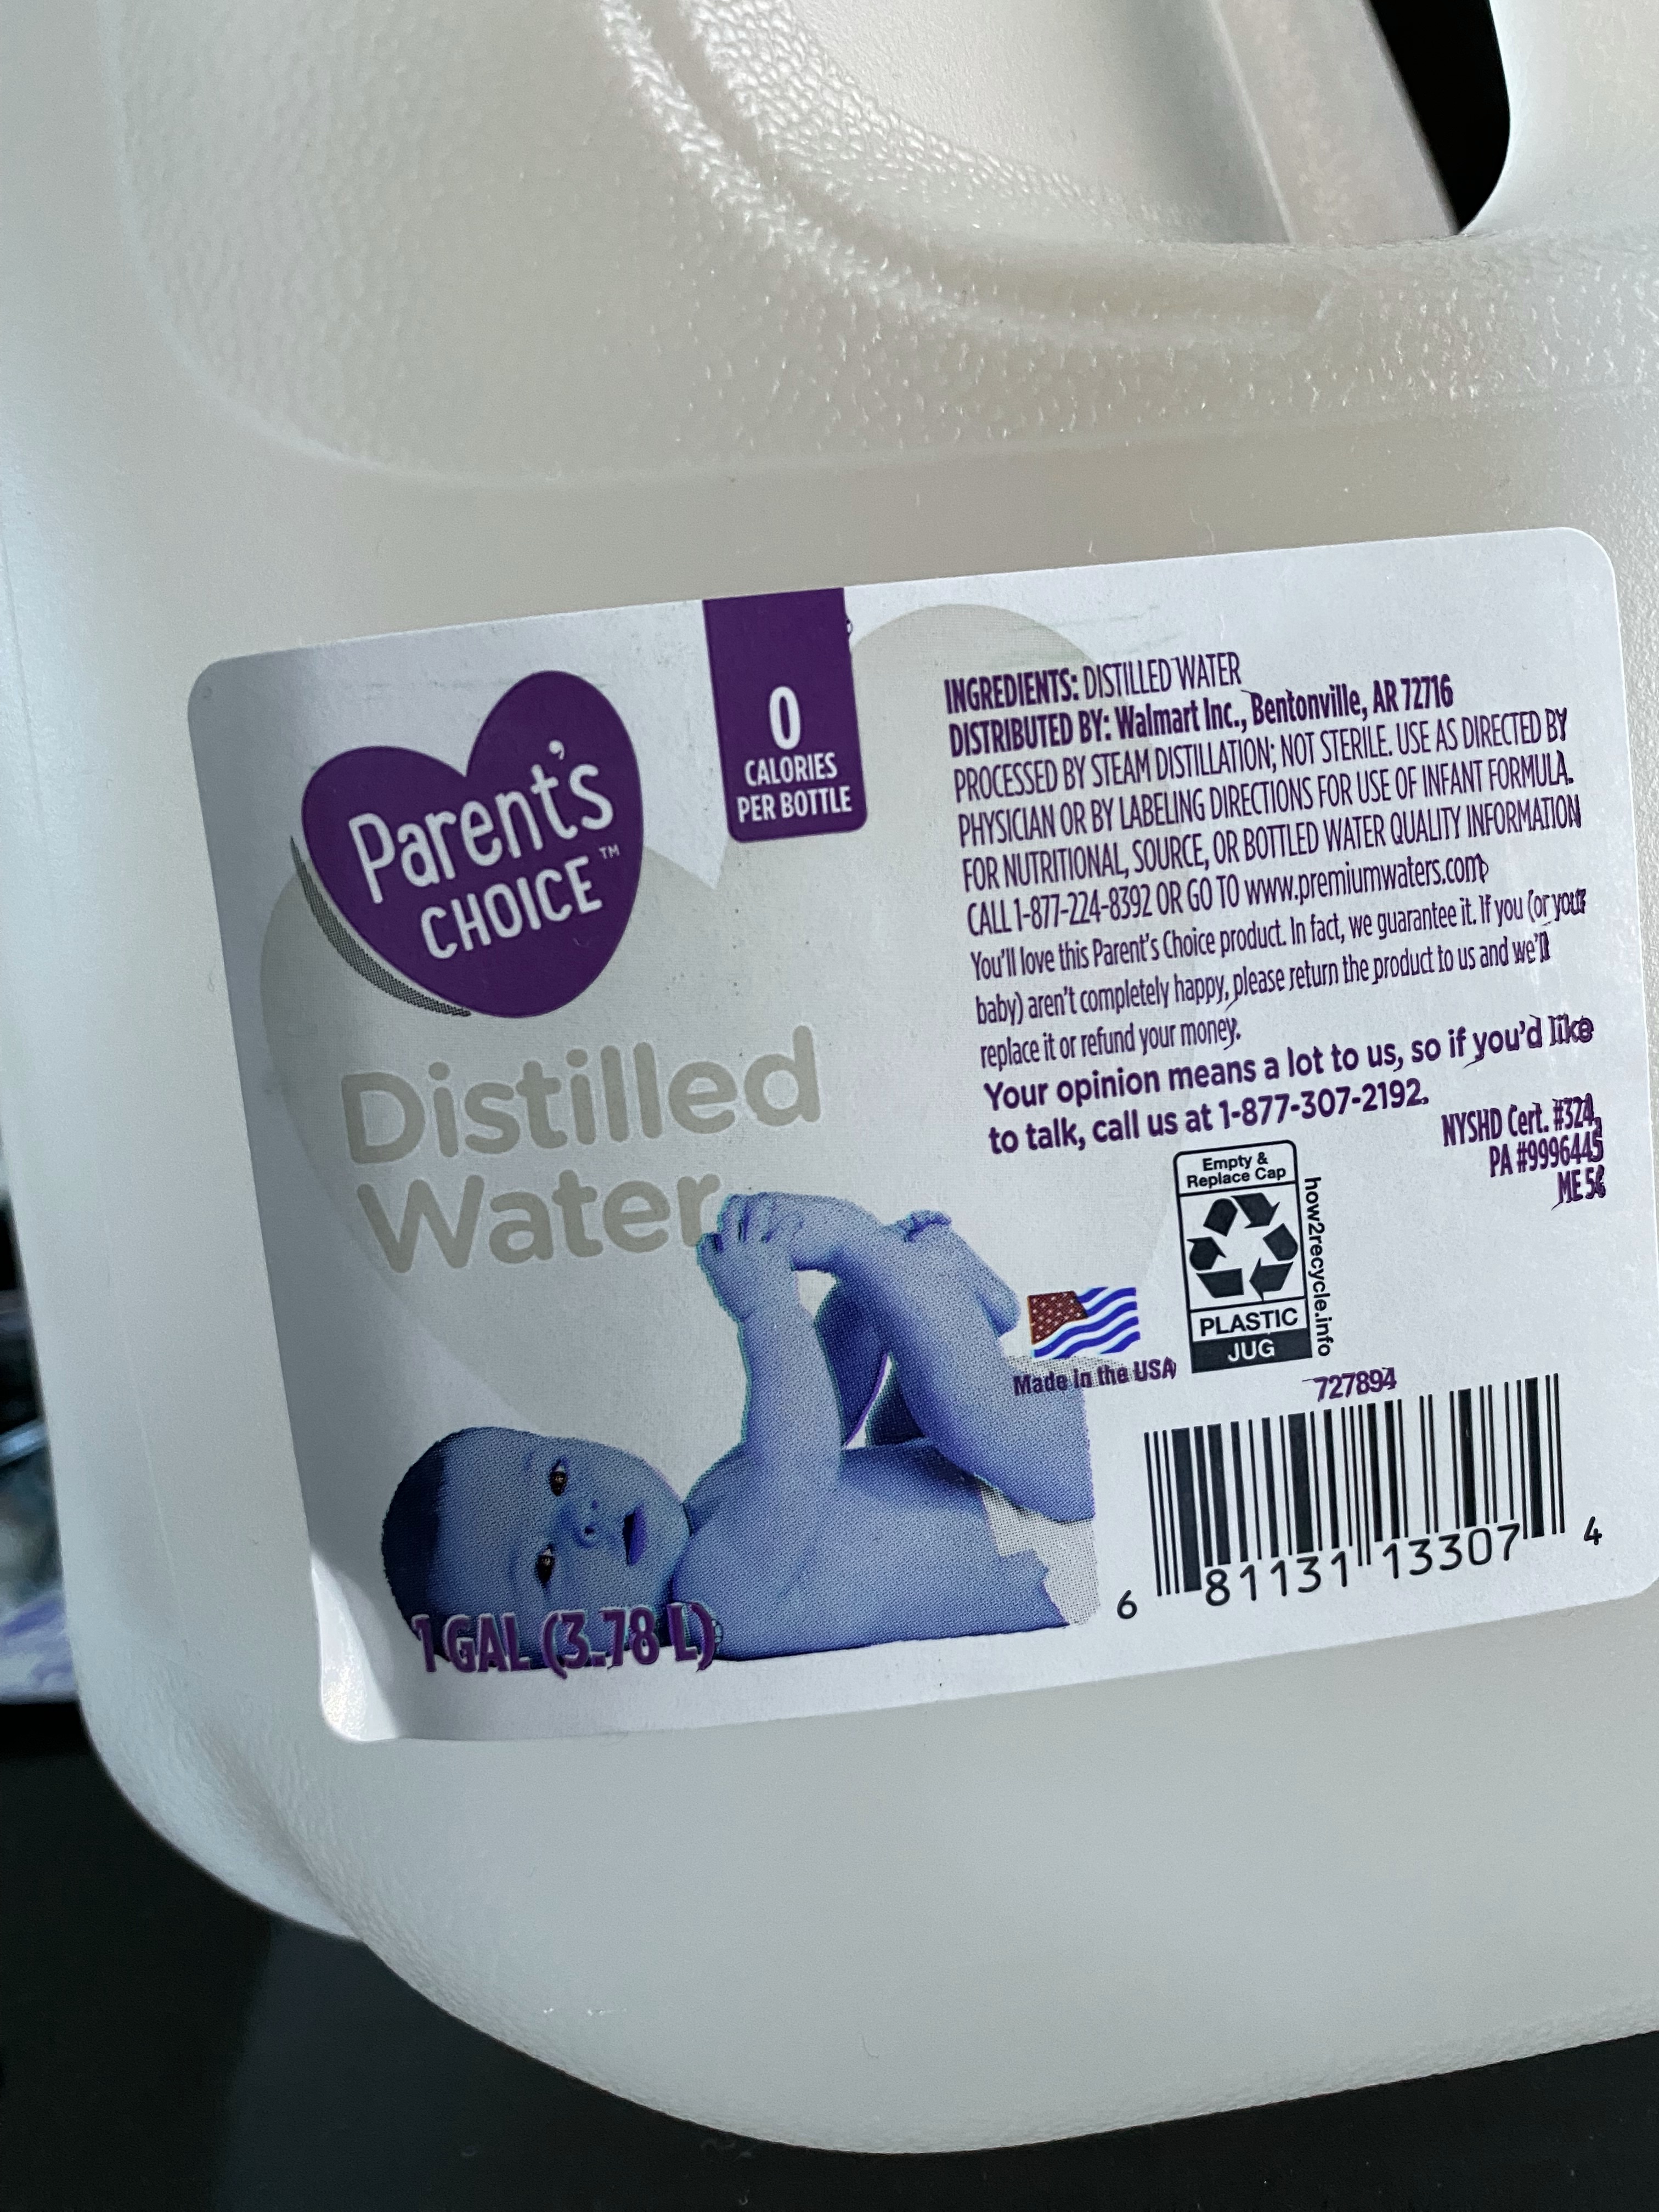 Parent's
CHOICE™
0
CALORIES
PER BOTTLE
Distilled
Water
1 GAL (3.78 L)
INGREDIENTS: DISTILLED WATER
DISTRIBUTED BY: Walmart Inc., Bentonville, AR 72716
PROCESSED BY STEAM DISTILLATION; NOT STERILE. USE AS DIRECTED BY
PHYSICIAN OR BY LABELING DIRECTIONS FOR USE OF INFANT FORMULA.
FOR NUTRITIONAL, SOURCE, OR BOTTLED WATER QUALITY INFORMATION
CALL 1-877-224-8392 OR GO TO www.premiumwaters.com
You'll love this Parent's Choice product. In fact, we guarantee it. If you (or your
baby) aren't completely happy, please return the product to us and we'll
replace it or refund your money.
Your opinion means a lot to us, so if you'd like
to talk, call us at 1-877-307-2192.
NYSHD Cert. #324,
PA #9996445
ME
Empty &
Replace Cap
PLASTIC
JUG
how2recycle.info
Made in the USA
727894
6 81131 13307 4